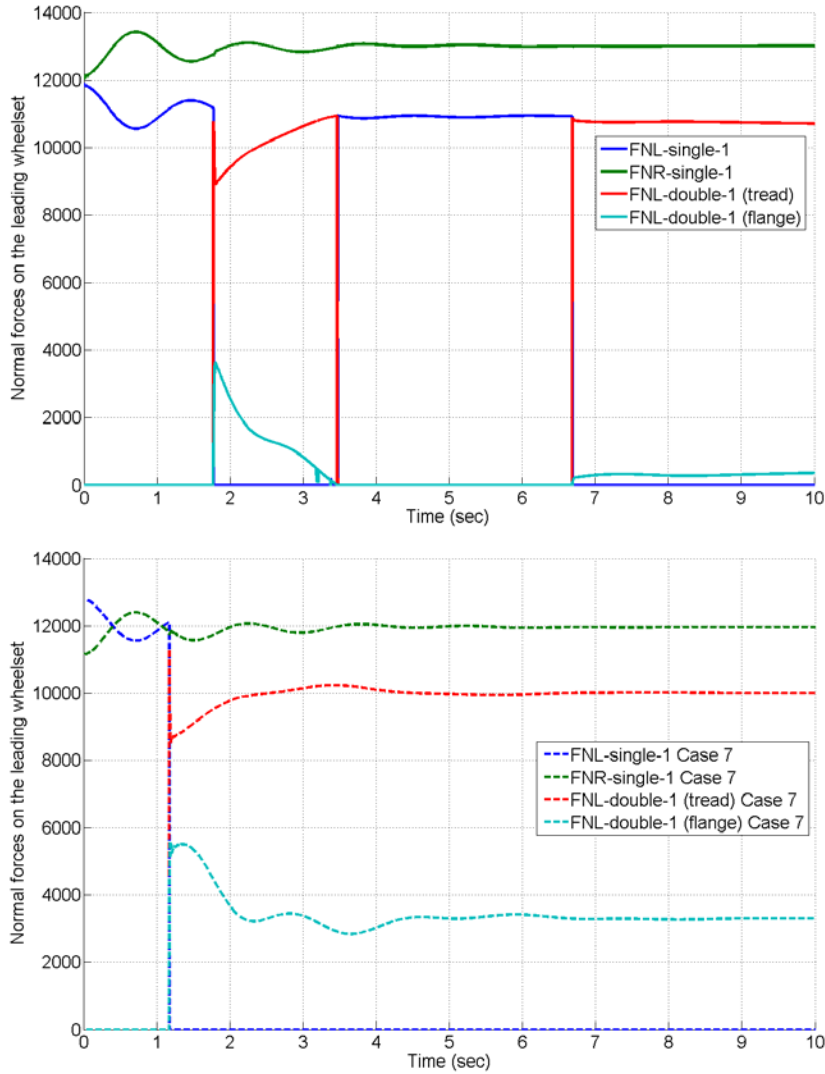 14000
12000
10000
8000
6000
4000
2000
0
Normal forces on the leading wheelset
FNL-single-1
FNR-single-1
FNL-double-1 (tread)
FNL-double-1 (flange)
0 1 2 3 4 5 6 7 8 9 10
Time (sec)
14000
12000
10000
8000
6000
4000
2000
0
Normal forces on the leading wheelset
FNL-single-1 Case 7
FNR-single-1 Case 7
FNL-double-1 (tread) Case 7
FNL-double-1 (flange) Case 7
0 1 2 3 4 5 6 7 8 9 10
Time (sec)